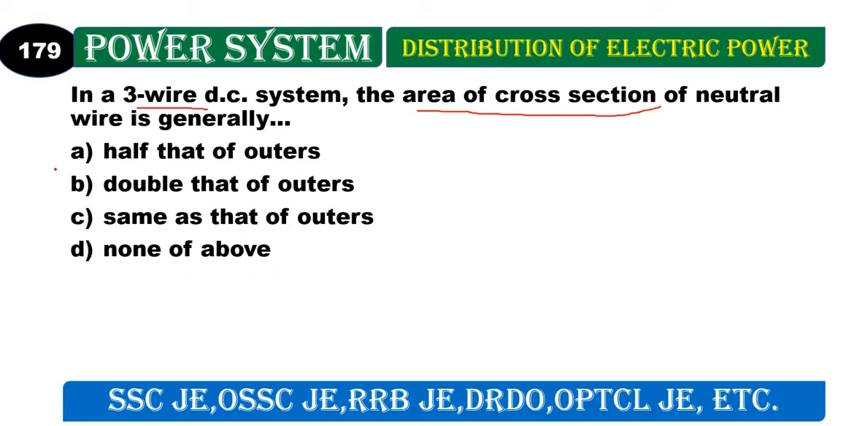 179
POWER SYSTEM
DISTRIBUTION OF ELECTRIC POWER
In a 3-wire d.c. system, the area of cross section of neutral
wire is generally...
a) half that of outers
b) double that of outers
c) same as that of outers
d) none of above
SSC JE,OSSC JE,RRB JE,DRDO,OPTCL JE, ETC.